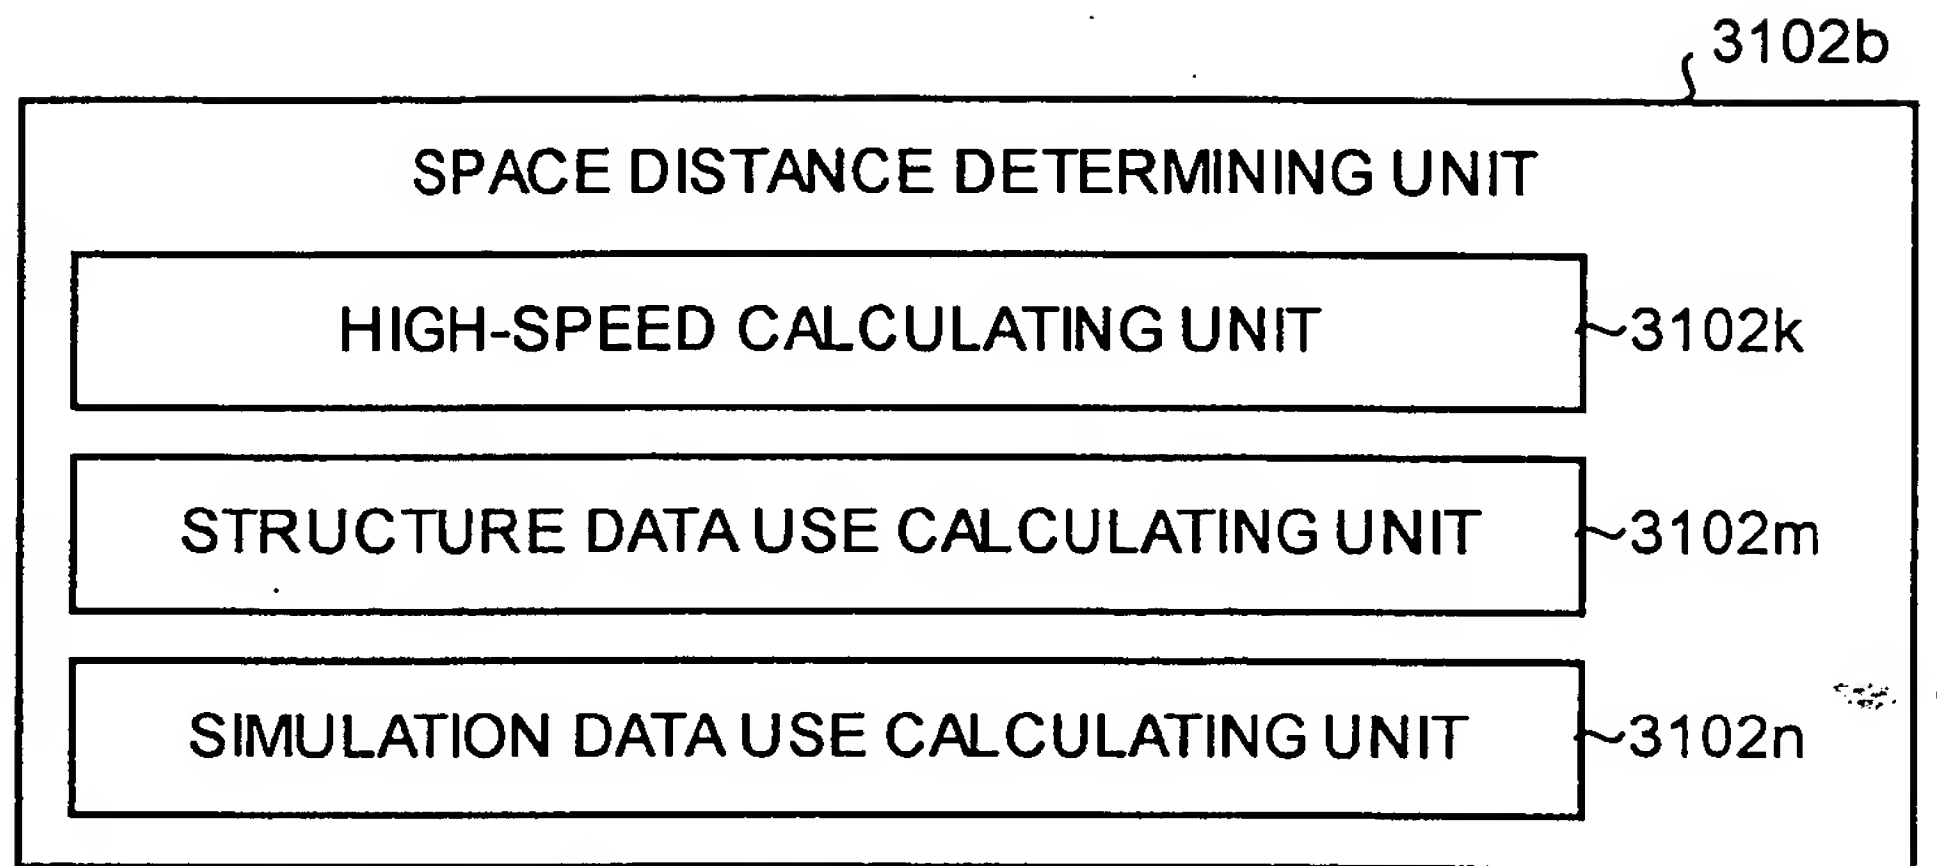 3102b
SPACE DISTANCE DETERMINING UNIT
HIGH-SPEED CALCULATING UNIT
3102k
STRUCTURE DATA USE CALCULATING UNIT
3102m
SIMULATION DATA USE CALCULATING UNIT
3102n